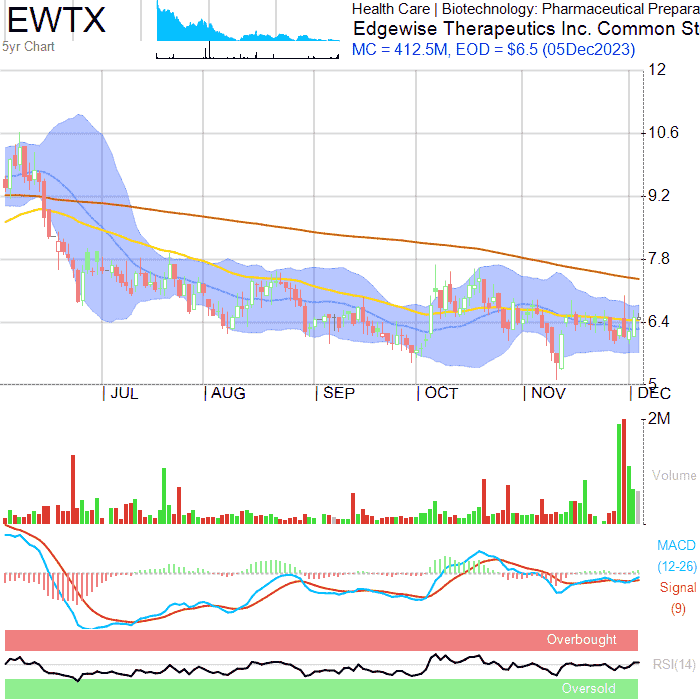 EWTX
5yr Chart
Health Care | Biotechnology: Pharmaceutical Prepara
Edgewise Therapeutics Inc. Common St
MC = 412.5M, EOD = $6.5 (05Dec2023)
12
10.6
9.2
7.8
6.4
5
JUL AUG SEP OCT NOV DEC
2M
Volume
MACD
(12-26)
Signal
(9)
Overbought
RSI(14)
Oversold